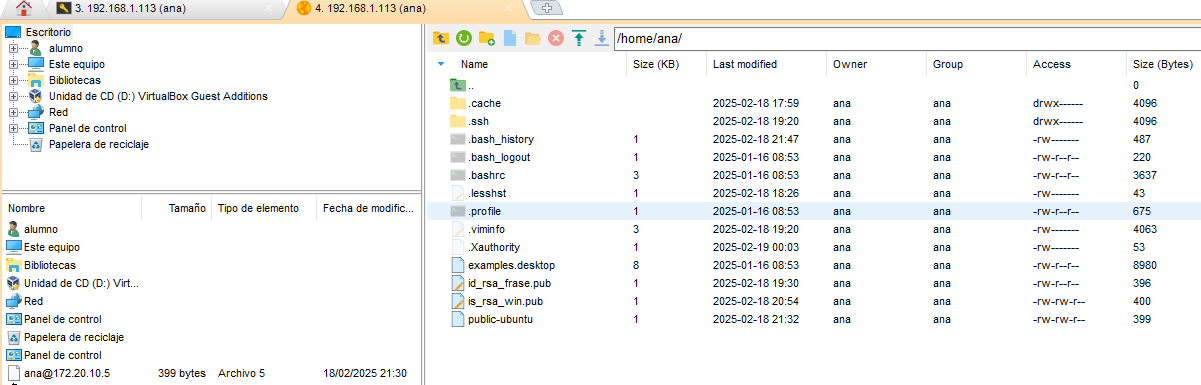 3. 192.168.1.113 (ana)
4. 192.168.1.113 (ana)
Escritorio
alumno
Este equipo
Bibliotecas
Unidad de CD (D:) VirtualBox Guest Additions
Red
Panel de control
Papelera de reciclaje
Nombre Tamaño Tipo de elemento Fecha de modific...
alumno
Este equipo
Bibliotecas
Unidad de CD (D:) Virt...
Red
Panel de control
Papelera de reciclaje
Panel de control
ana@172.20.10.5 399 bytes Archivo 5 18/02/2025 21:30
/home/ana/
Name Size (KB) Last modified Owner Group Access Size (Bytes)
.. 0
.cache 2025-02-18 17:59 ana ana drwx------ 4096
.ssh 2025-02-18 19:20 ana ana drwx------ 4096
.bash_history 1 2025-02-18 21:47 ana ana -rw------- 487
.bash_logout 1 2025-01-16 08:53 ana ana -rw-r--r-- 220
.bashrc 3 2025-01-16 08:53 ana ana -rw-r--r-- 3637
.lesshst 1 2025-02-18 18:26 ana ana -rw------- 43
.profile 1 2025-01-16 08:53 ana ana -rw-r--r-- 675
.viminfo 3 2025-02-18 19:20 ana ana -rw------- 4063
.Xauthority 1 2025-02-19 00:03 ana ana -rw------- 53
examples.desktop 8 2025-01-16 08:53 ana ana -rw-r--r-- 8980
id_rsa_frase.pub 1 2025-02-18 19:30 ana ana -rw-r--r-- 396
is_rsa_win.pub 1 2025-02-18 20:54 ana ana -rw-rw-r-- 400
public-ubuntu 1 2025-02-18 21:32 ana ana -rw-rw-r-- 399